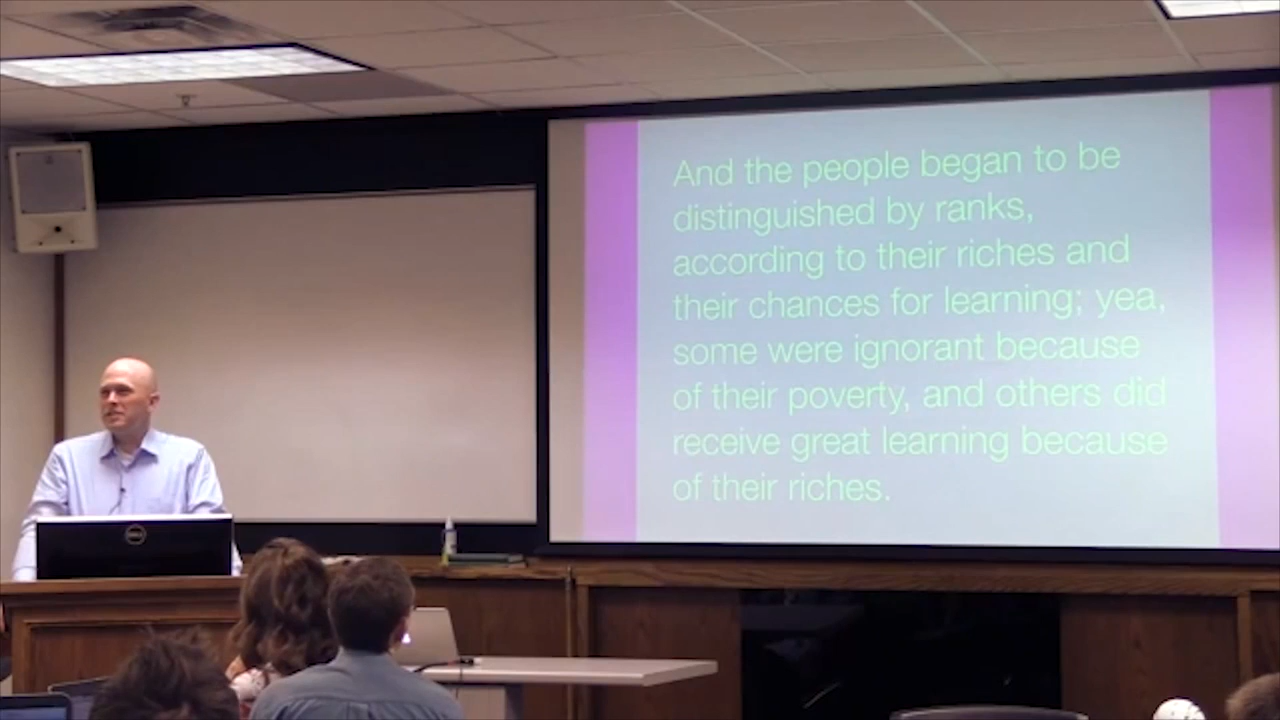 And the people began to be
distinguished by ranks,
according to their riches and
their chances for learning; yea,
some were ignorant because
of their poverty, and others did
receive great learning because
of their riches.
DELL